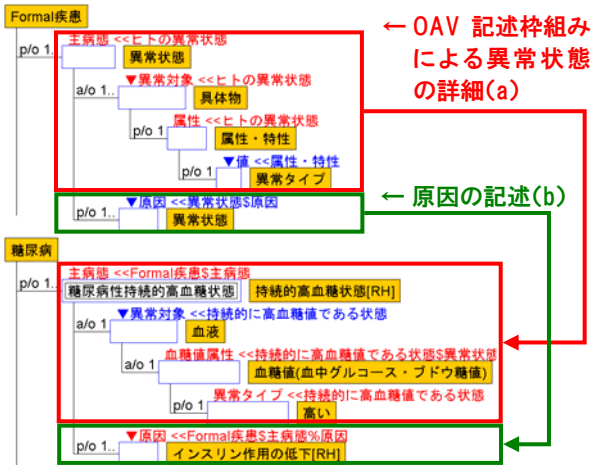 Formal疾患
主病態 <<ヒトの異常状態
p/o 1..
異常状態
▼異常対象 <<ヒトの異常状態
a/o 1..
具体物
属性 <<ヒトの異常状態
p/o 1
属性・特性
▼値 <<属性・特性
p/o 1
異常タイプ
▼原因 <<異常状態$原因
p/o 1..
異常状態
← OAV 記述枠組み
による異常状態
の詳細(a)
← 原因の記述(b)
糖尿病
主病態 <<Formal疾患$主病態
p/o 1..
糖尿病性持続的高血糖状態 持続的高血糖状態[RH]
▼異常対象 <<持続的に高血糖値である状態
a/o 1
血液
血糖値属性 <<持続的に高血糖値である状態$異常状態
a/o 1
血糖値(血中グルコース・ブドウ糖値)
異常タイプ <<持続的に高血糖値である状態
p/o 1
高い
▼原因 <<Formal疾患$主病態%原因
p/o 1..
インスリン作用の低下[RH]